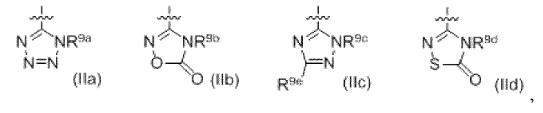 N NR9a N NR9b N NR9c N NR9d
N-N O O N S O
(IIa) (IIb) R9e (IIc) (IId) ,